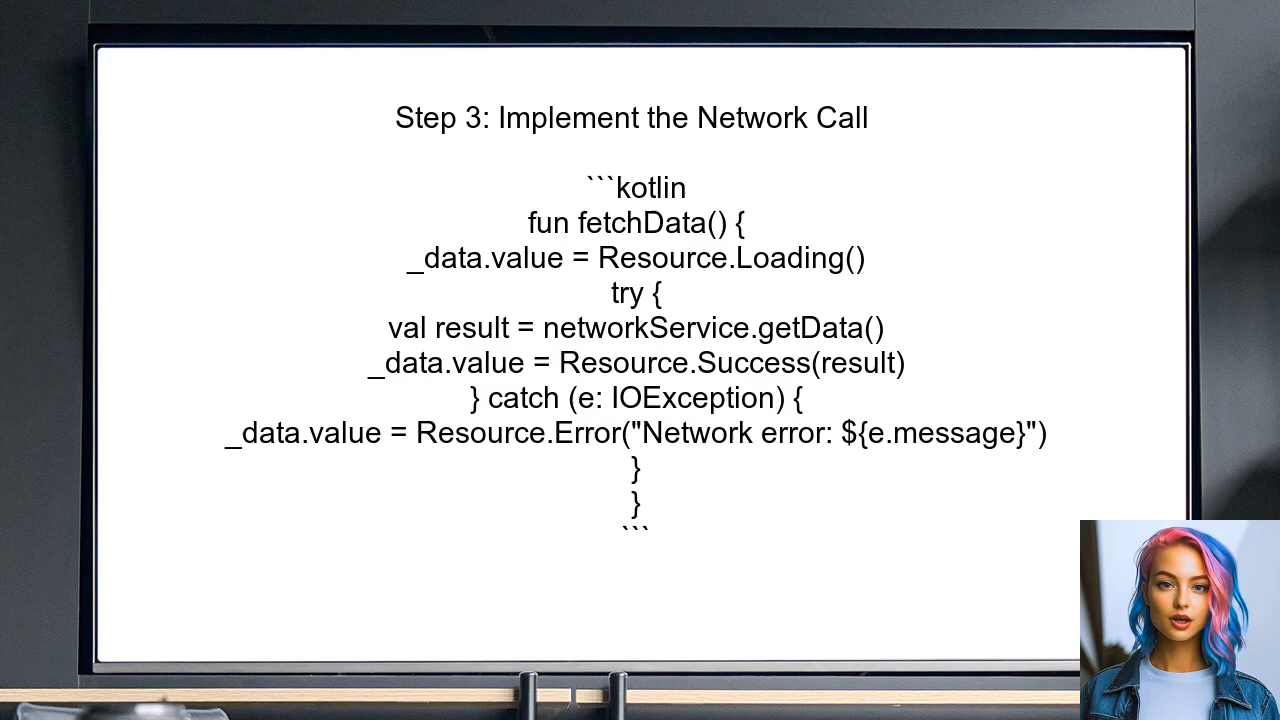 Step 3: Implement the Network Call
```kotlin
fun fetchData() {
_data.value = Resource.Loading()
try {
val result = networkService.getData()
_data.value = Resource.Success(result)
} catch (e: IOException) {
_data.value = Resource.Error("Network error: ${e.message}")
}
}
```